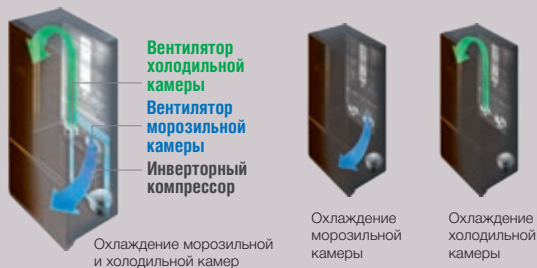 Вентилятор
холодильной
камеры
Вентилятор
морозильной
камеры
Инверторный
компрессор
Охлаждение морозильной
и холодильной камер
Охлаждение
морозильной
камеры
Охлаждение
холодильной
камеры